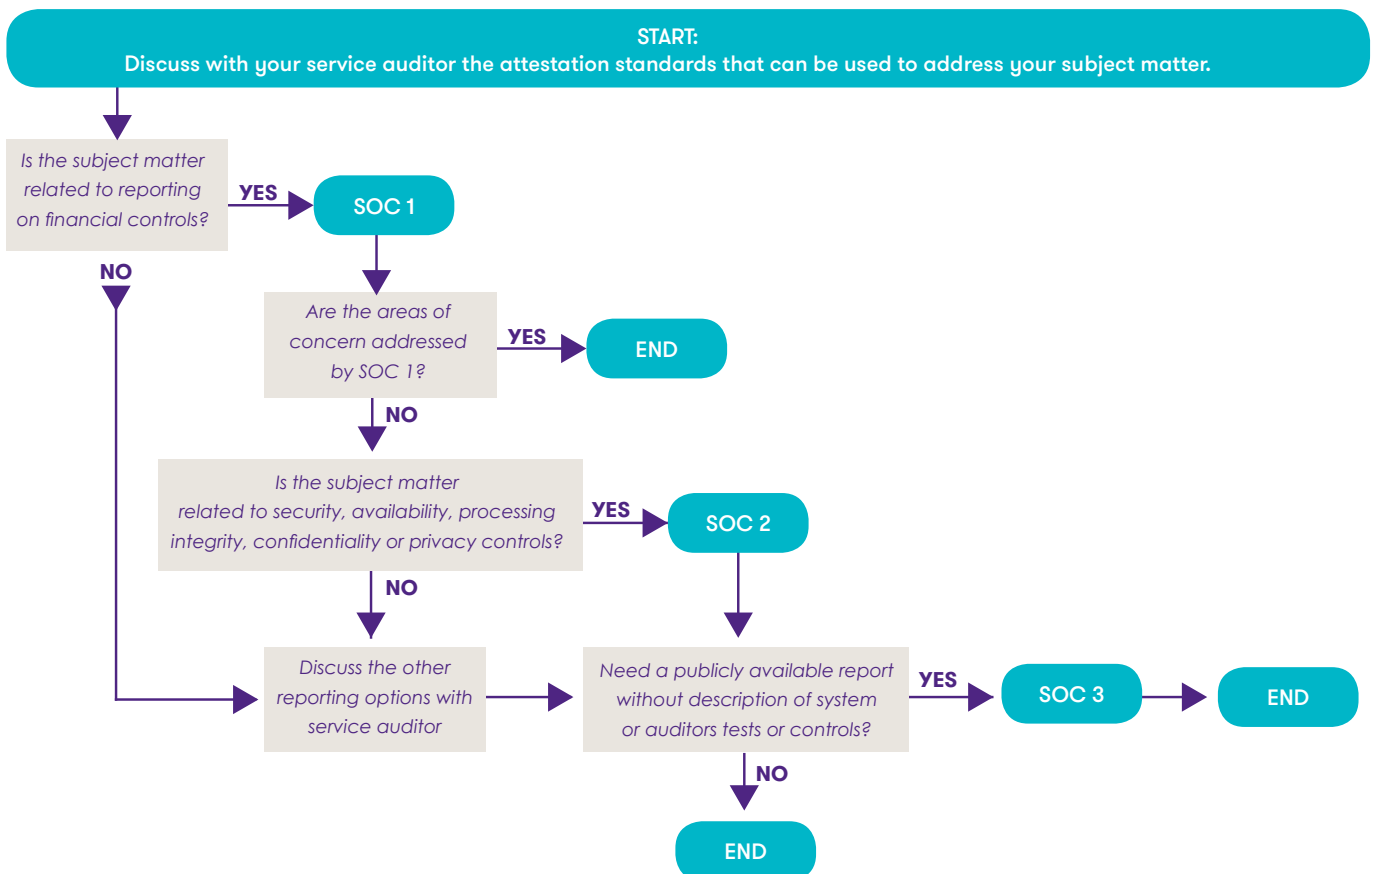 START:
Discuss with your service auditor the attestation standards that can be used to address your subject matter.
Is the subject matter
related to reporting
on financial controls?
YES
SOC 1
NO
Are the areas of
concern addressed
by SOC 1?
YES
END
NO
Is the subject matter
related to security, availability, processing
integrity, confidentiality or privacy controls?
YES
SOC 2
NO
Discuss the other
reporting options with
service auditor
Need a publicly available report
without description of system
or auditors tests or controls?
YES
SOC 3
END
NO
END